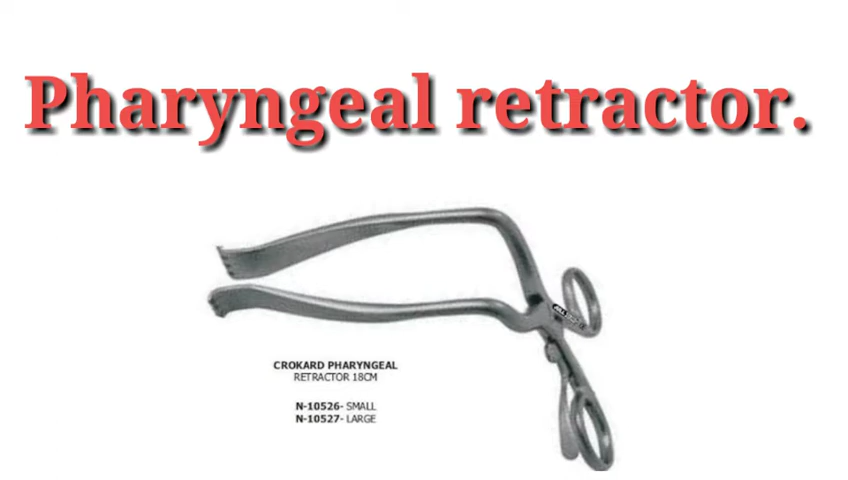 Pharyngeal retractor.
CROKARD PHARYNGEAL
RETRACTOR 18CM
N-10526- SMALL
N-10527- LARGE